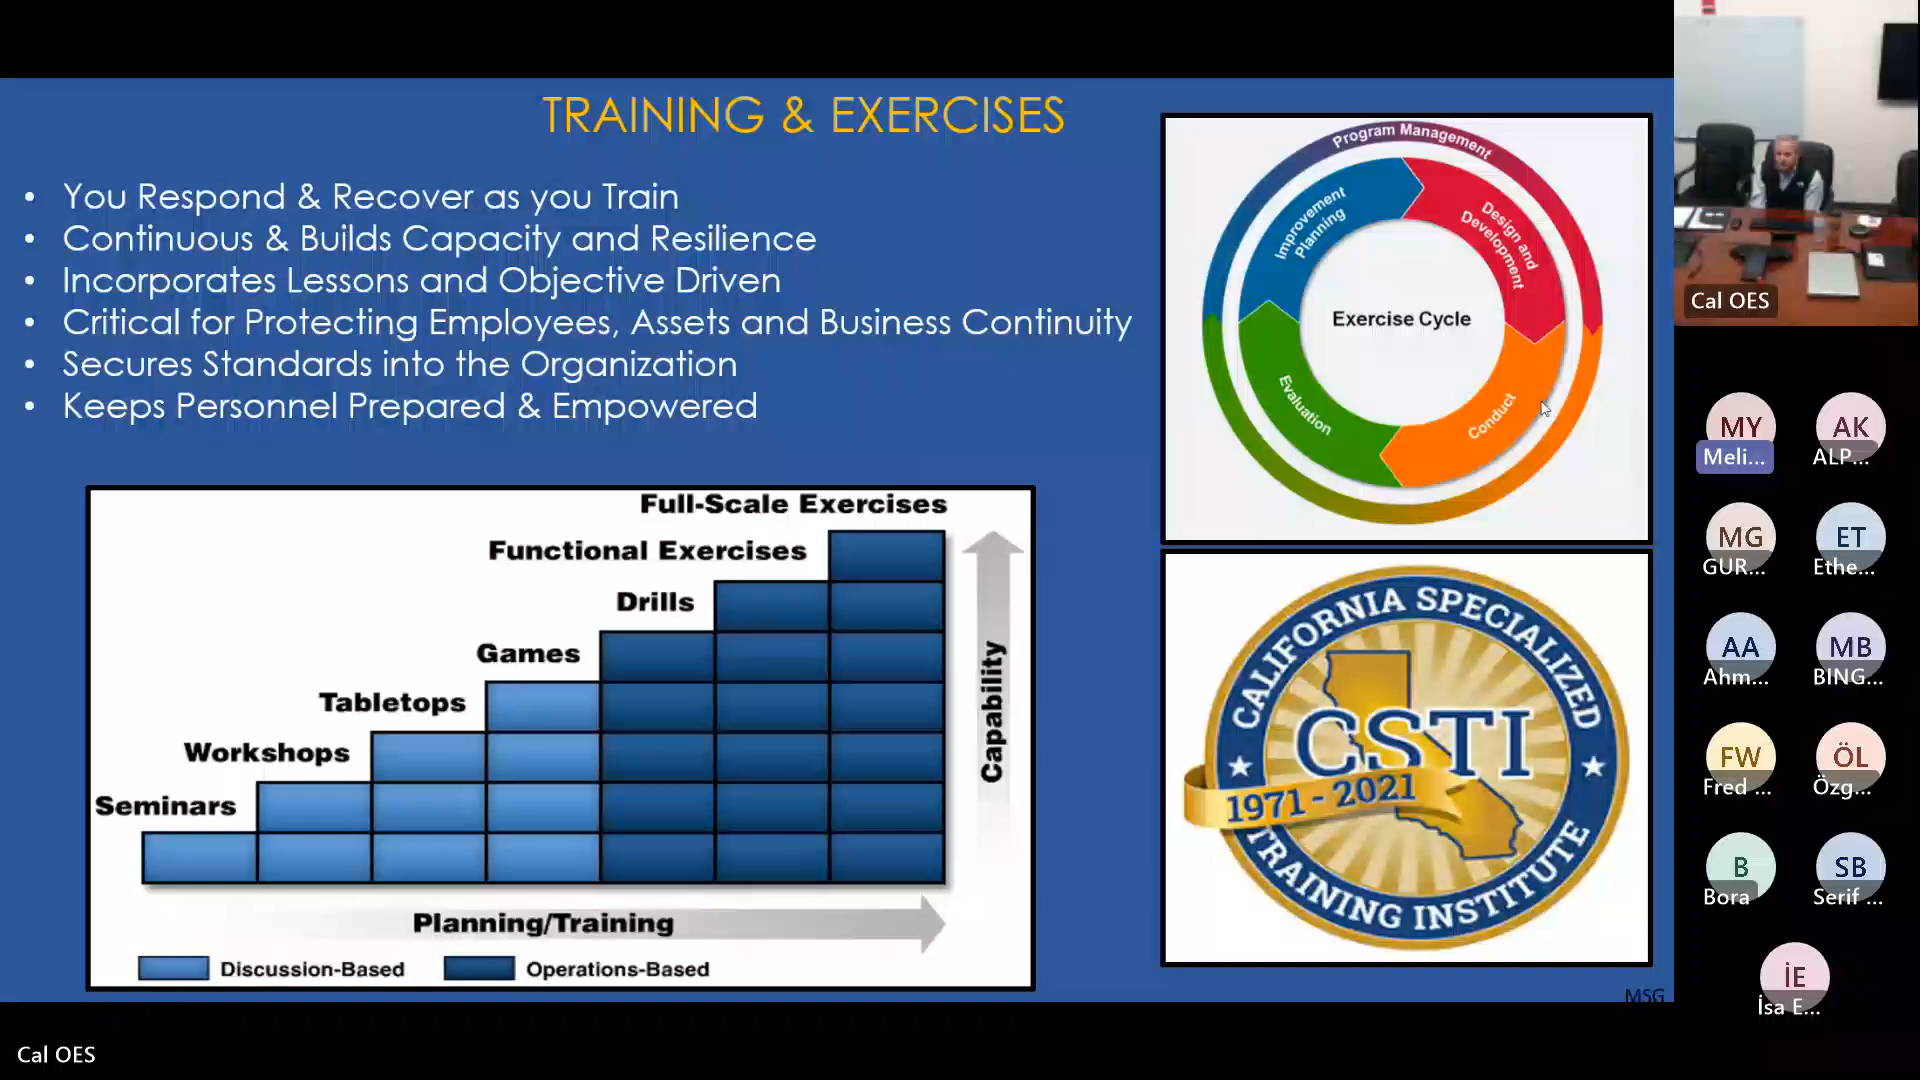 TRAINING & EXERCISES
• You Respond & Recover as you Train
• Continuous & Builds Capacity and Resilience
• Incorporates Lessons and Objective Driven
• Critical for Protecting Employees, Assets and Business Continuity
• Secures Standards into the Organization
• Keeps Personnel Prepared & Empowered
Full-Scale Exercises
Functional Exercises
Drills
Games
Tabletops
Workshops
Seminars
Capability
Planning/Training
Discussion-Based
Operations-Based
Program Management
Improvement
Planning
Design and
Development
Exercise Cycle
Evaluation
Conduct
CALIFORNIA SPECIALIZED
CSTI
1971 - 2021
TRAINING INSTITUTE
MSG
Cal OES
Cal OES
MY
Meli...
AK
ALP...
MG
GUR...
ET
Ethe...
AA
Ahm...
MB
BING...
FW
Fred ...
ÖL
Özg...
B
Bora
SB
Serif ...
İE
İsa E...